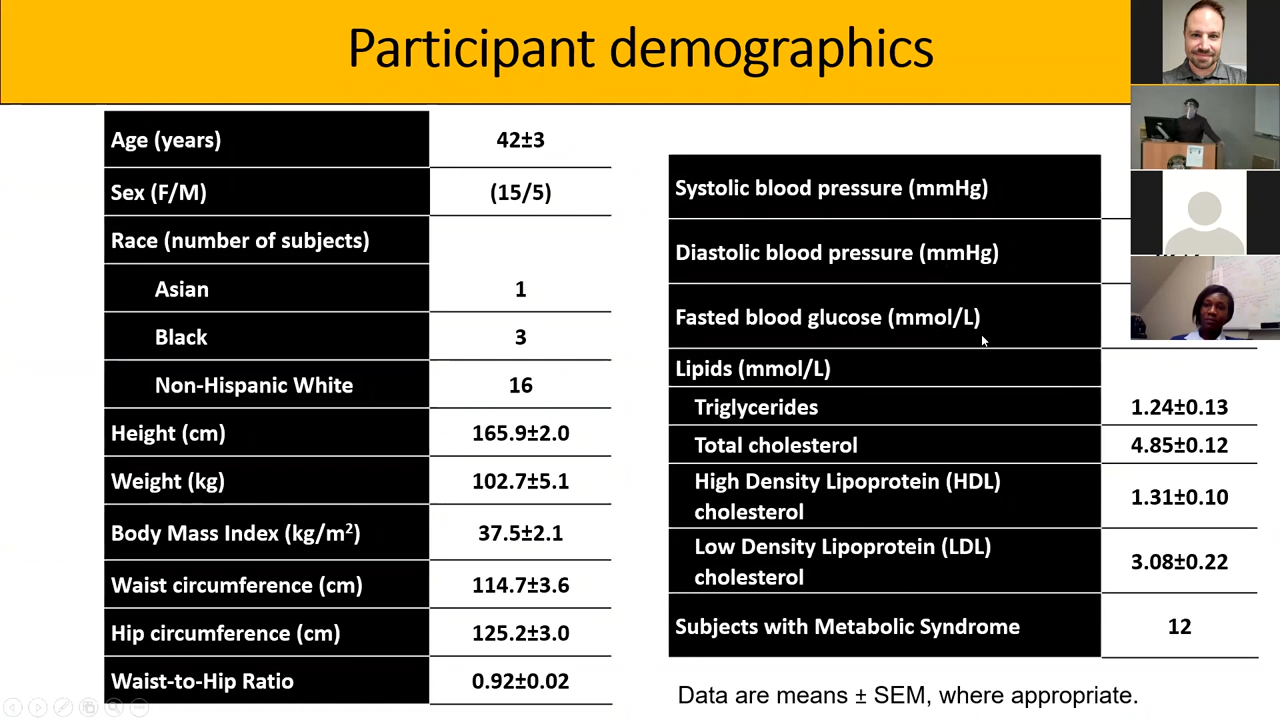 Participant demographics
Age (years) 42±3
Sex (F/M) (15/5)
Race (number of subjects)
Asian 1
Black 3
Non-Hispanic White 16
Height (cm) 165.9±2.0
Weight (kg) 102.7±5.1
Body Mass Index (kg/m²) 37.5±2.1
Waist circumference (cm) 114.7±3.6
Hip circumference (cm) 125.2±3.0
Waist-to-Hip Ratio 0.92±0.02
Systolic blood pressure (mmHg)
Diastolic blood pressure (mmHg)
Fasted blood glucose (mmol/L)
Lipids (mmol/L)
Triglycerides 1.24±0.13
Total cholesterol 4.85±0.12
High Density Lipoprotein (HDL)
cholesterol 1.31±0.10
Low Density Lipoprotein (LDL)
cholesterol 3.08±0.22
Subjects with Metabolic Syndrome 12
Data are means ± SEM, where appropriate.